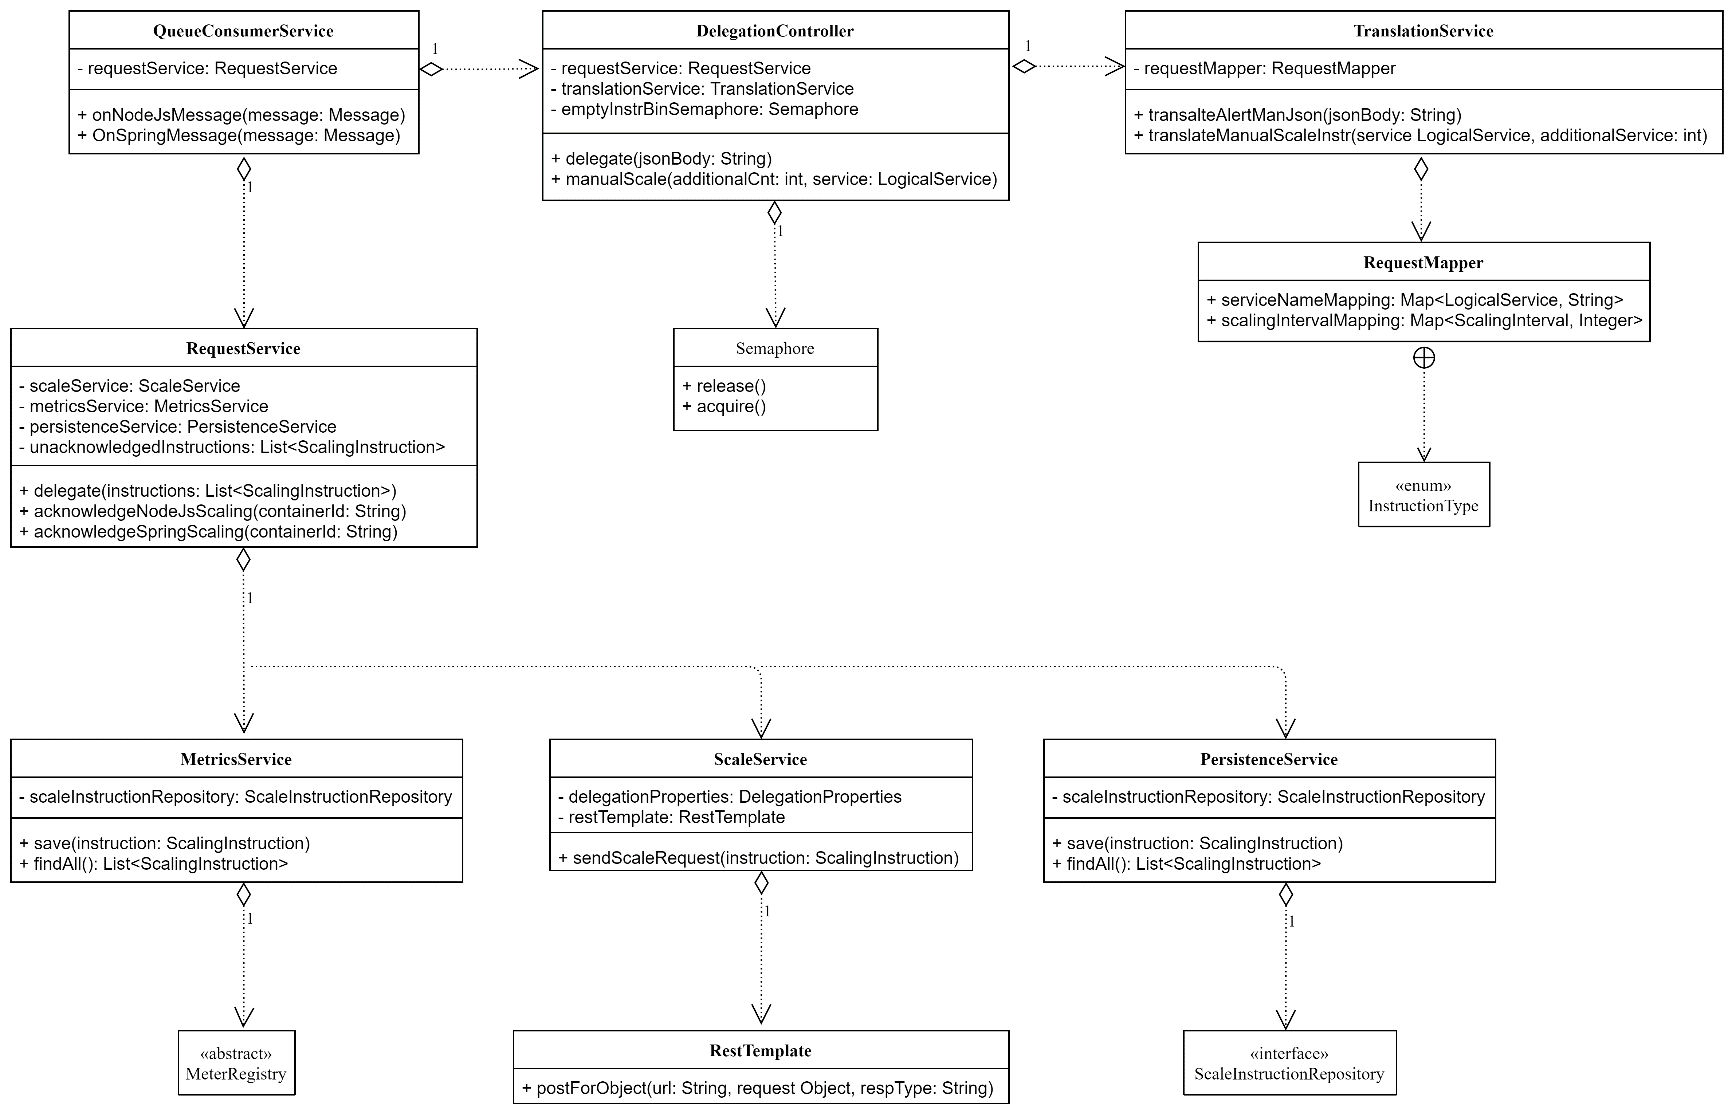 QueueConsumerService
- requestService: RequestService
+ onNodeJsMessage(message: Message)
+ OnSpringMessage(message: Message)
1
1
DelegationController
- requestService: RequestService
- translationService: TranslationService
- emptyInstrBinSemaphore: Semaphore
+ delegate(jsonBody: String)
+ manualScale(additionalCnt: int, service: LogicalService)
1
1
TranslationService
- requestMapper: RequestMapper
+ transalteAlertManJson(jsonBody: String)
+ translateManualScaleInstr(service LogicalService, additionalService: int)
RequestMapper
+ serviceNameMapping: Map<LogicalService, String>
+ scalingIntervalMapping: Map<ScalingInterval, Integer>
RequestService
- scaleService: ScaleService
- metricsService: MetricsService
- persistenceService: PersistenceService
- unacknowledgedInstructions: List<ScalingInstruction>
+ delegate(instructions: List<ScalingInstruction>)
+ acknowledgeNodeJsScaling(containerId: String)
+ acknowledgeSpringScaling(containerId: String)
1
Semaphore
+ release()
+ acquire()
«enum»
InstructionType
MetricsService
- scaleInstructionRepository: ScaleInstructionRepository
+ save(instruction: ScalingInstruction)
+ findAll(): List<ScalingInstruction>
1
ScaleService
- delegationProperties: DelegationProperties
- restTemplate: RestTemplate
+ sendScaleRequest(instruction: ScalingInstruction)
1
PersistenceService
- scaleInstructionRepository: ScaleInstructionRepository
+ save(instruction: ScalingInstruction)
+ findAll(): List<ScalingInstruction>
1
«abstract»
MeterRegistry
RestTemplate
+ postForObject(url: String, request Object, respType: String)
«interface»
ScaleInstructionRepository